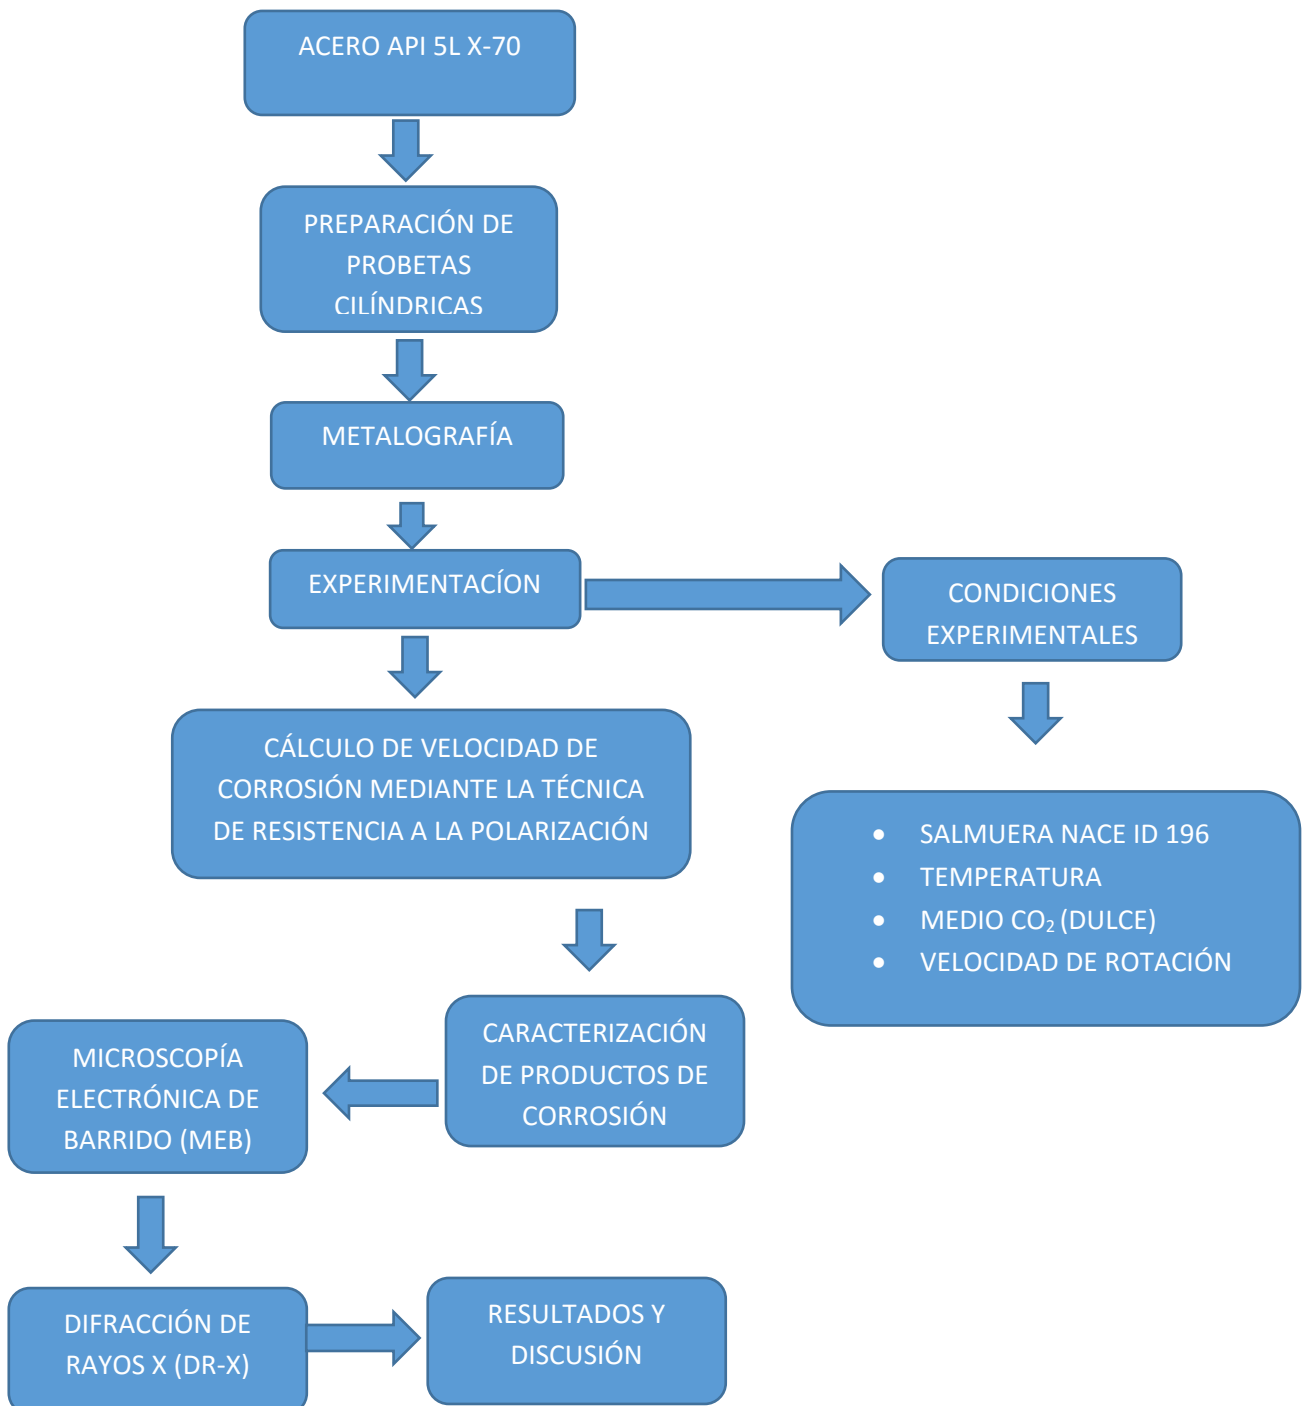 ACERO API 5L X-70
PREPARACIÓN DE
PROBETAS
CILÍNDRICAS
METALOGRAFÍA
EXPERIMENTACÍON
CONDICIONES
EXPERIMENTALES
CÁLCULO DE VELOCIDAD DE
CORROSIÓN MEDIANTE LA TÉCNICA
DE RESISTENCIA A LA POLARIZACIÓN
• SALMUERA NACE ID 196
• TEMPERATURA
• MEDIO CO₂ (DULCE)
• VELOCIDAD DE ROTACIÓN
CARACTERIZACIÓN
DE PRODUCTOS DE
CORROSIÓN
MICROSCOPÍA
ELECTRÓNICA DE
BARRIDO (MEB)
DIFRACCIÓN DE
RAYOS X (DR-X)
RESULTADOS Y
DISCUSIÓN